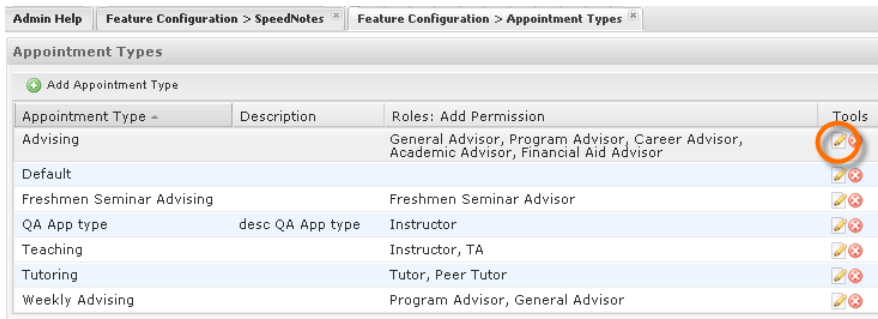 Admin Help Feature Configuration > SpeedNotes Feature Configuration > Appointment Types
Appointment Types
Add Appointment Type
Appointment Type Description Roles: Add Permission Tools
Advising General Advisor, Program Advisor, Career Advisor,
Academic Advisor, Financial Aid Advisor
Default
Freshmen Seminar Advising Freshmen Seminar Advisor
QA App type desc QA App type Instructor
Teaching Instructor, TA
Tutoring Tutor, Peer Tutor
Weekly Advising Program Advisor, General Advisor